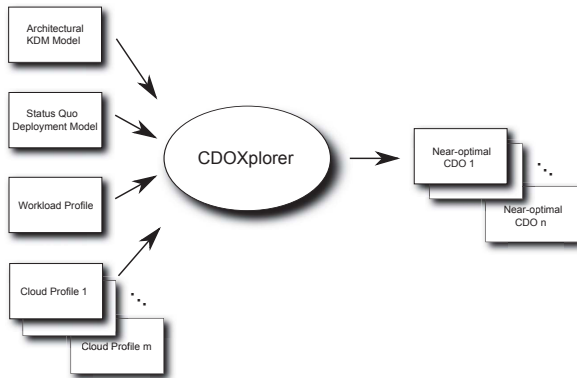 Architectural
KDM Model
Status Quo
Deployment Model
Workload Profile
Cloud Profile 1
Cloud Profile m
CDOXplorer
Near-optimal
CDO 1
Near-optimal
CDO n